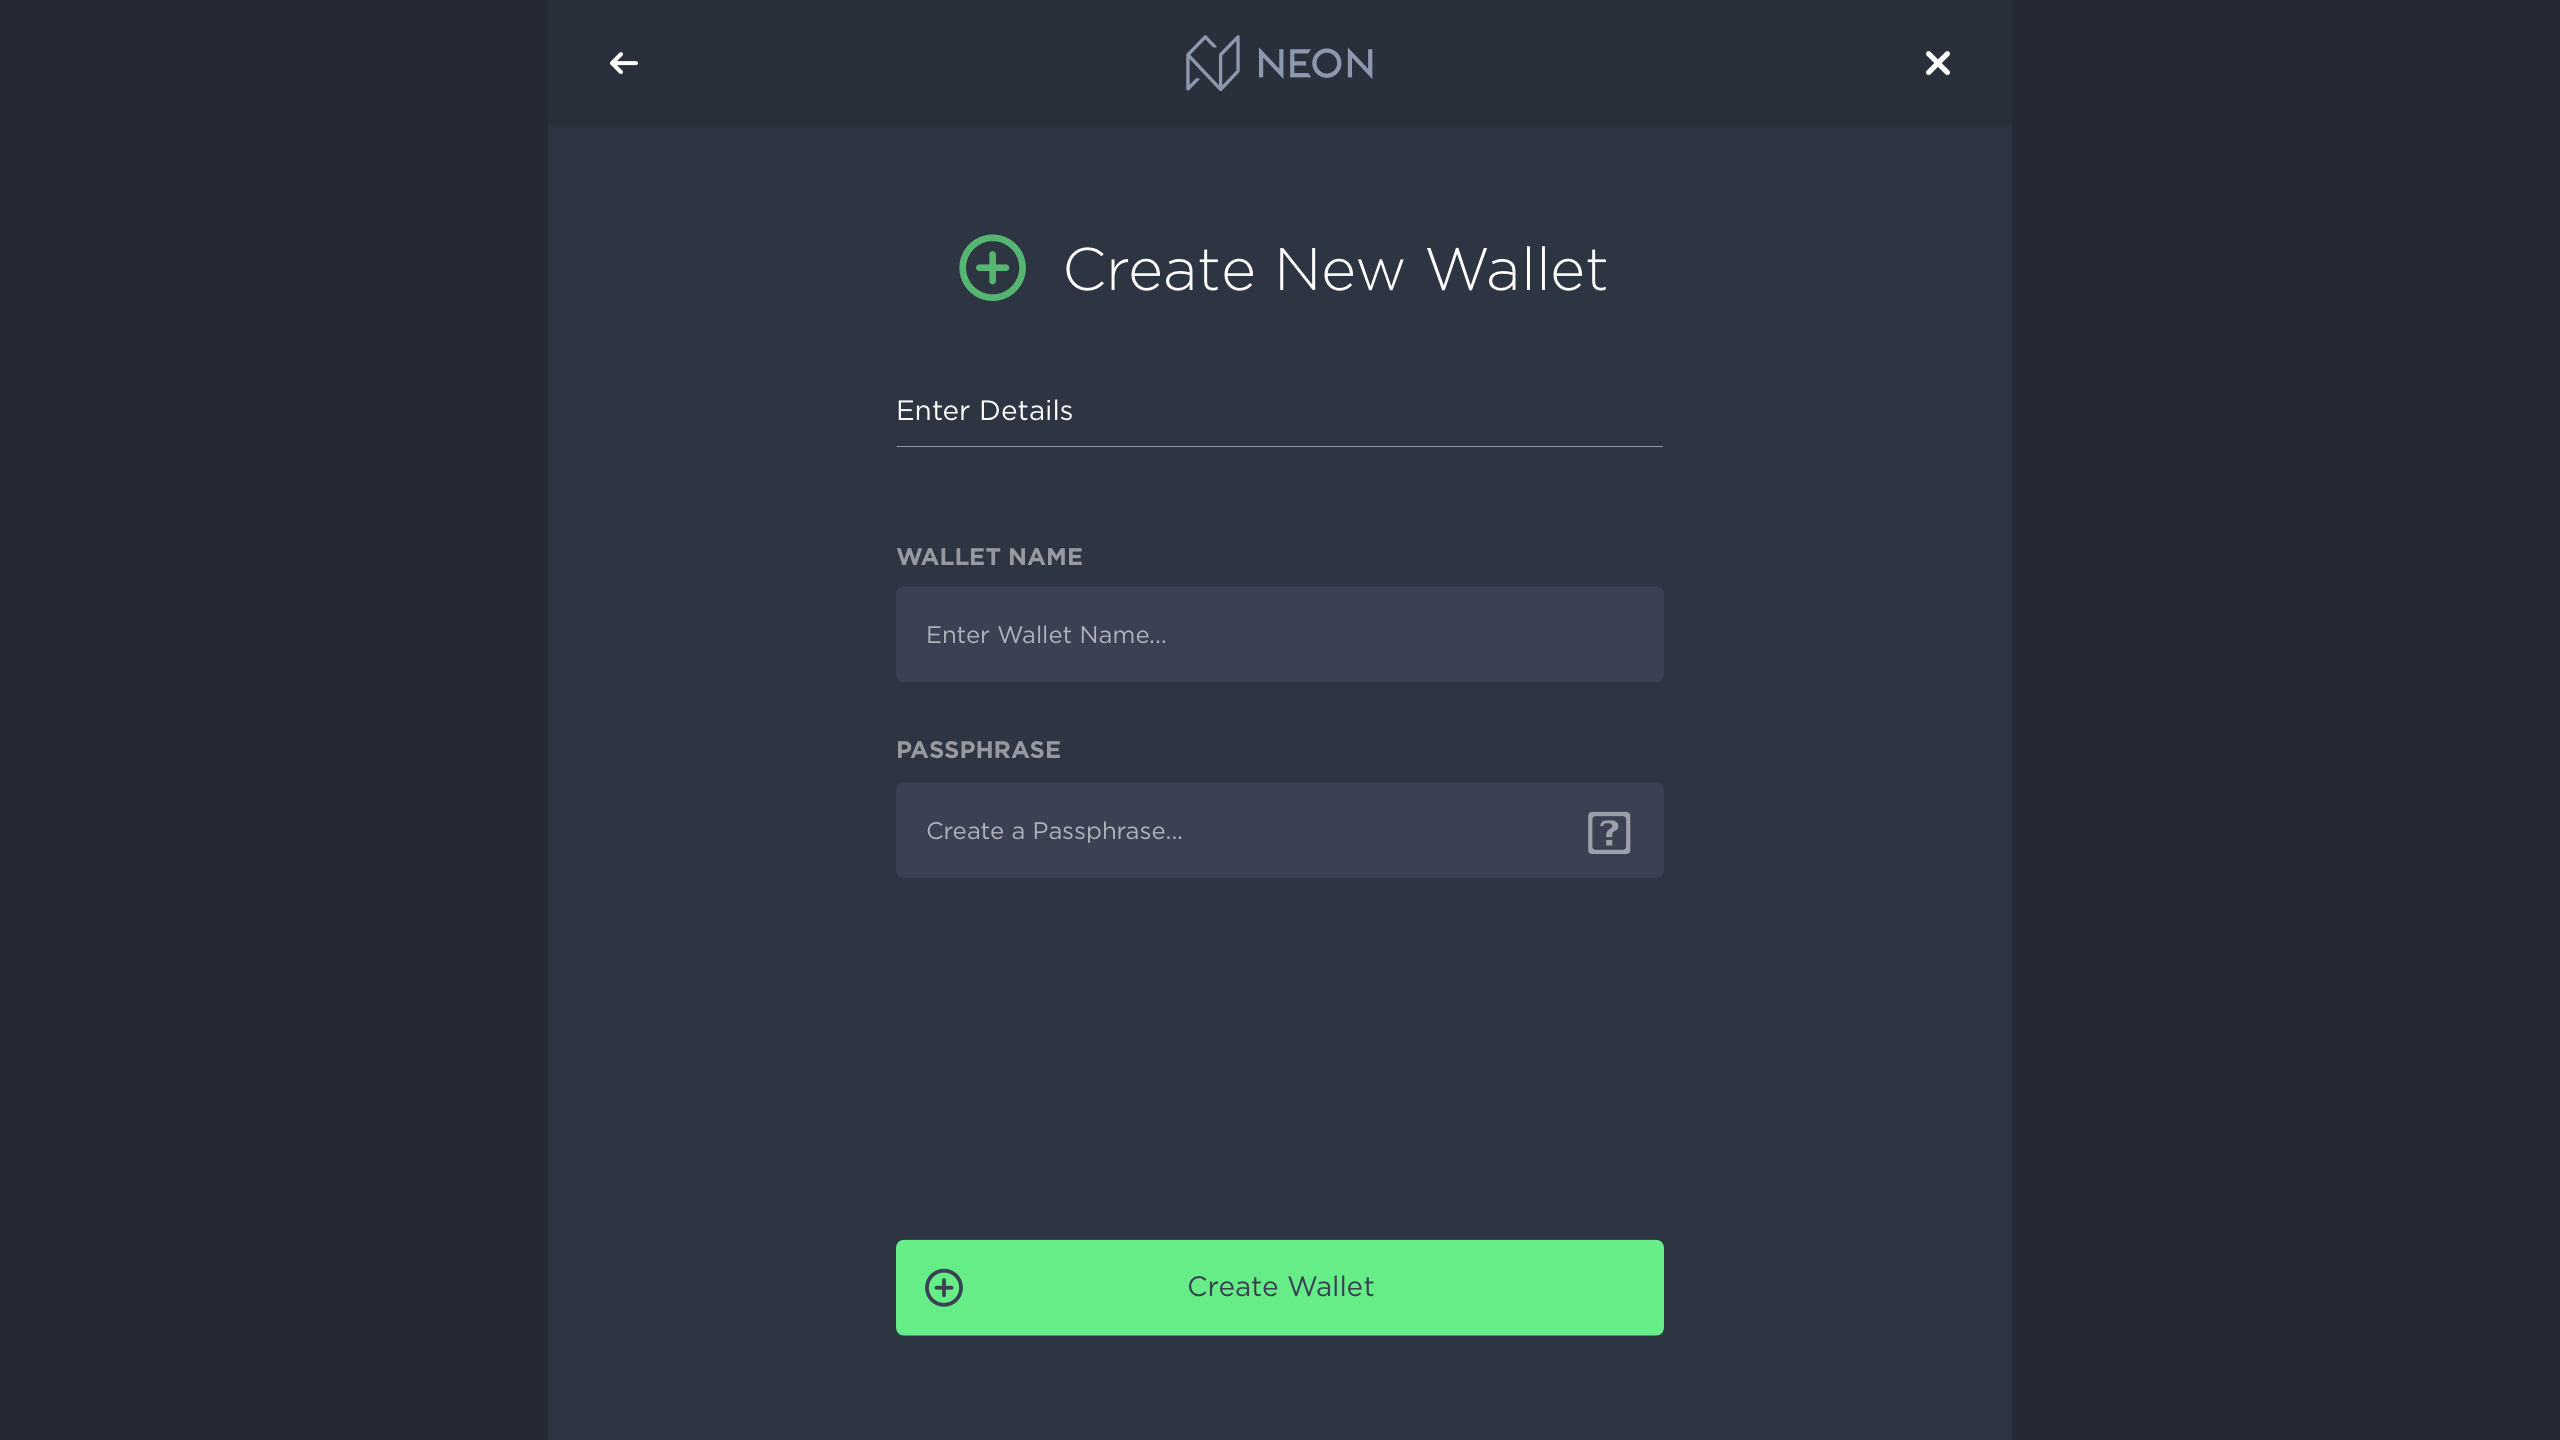 NEON
Create New Wallet
Enter Details
WALLET NAME
Enter Wallet Name...
PASSPHRASE
Create a Passphrase...
?
Create Wallet